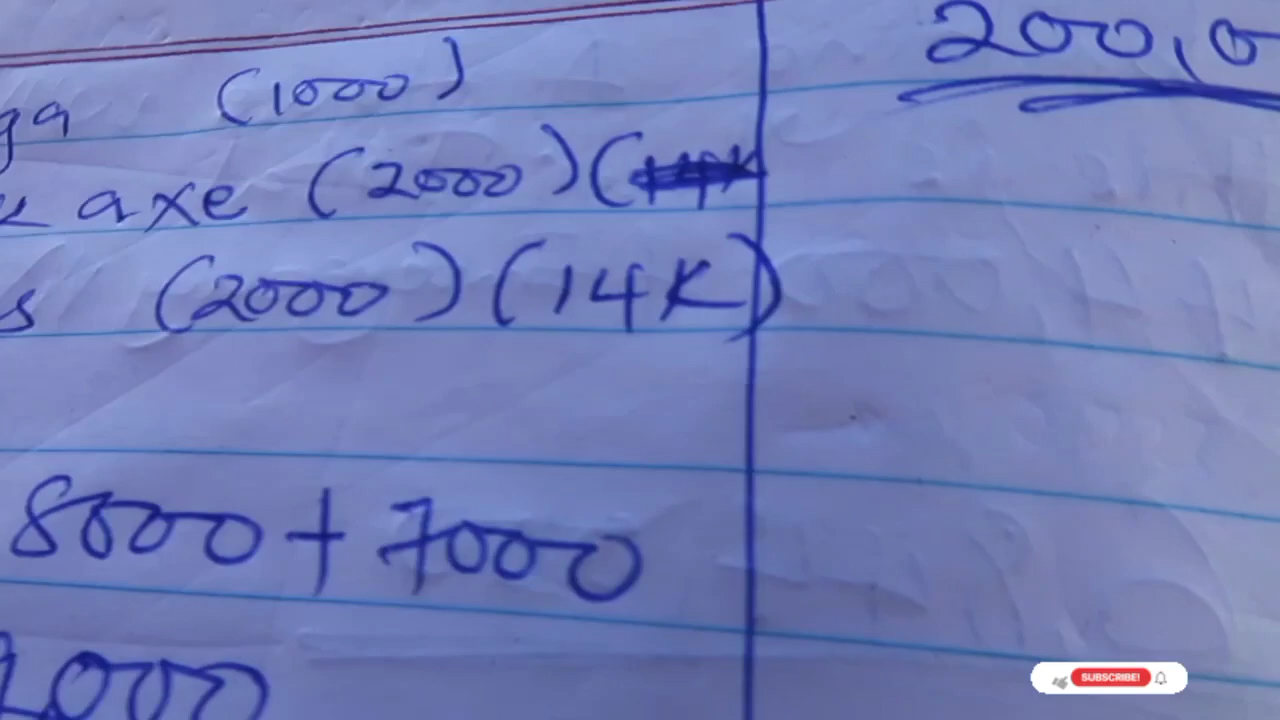 (1000)
axe (2000) (
(2000) (14K)
8000 + 7000
200,0
SUBSCRIBE!